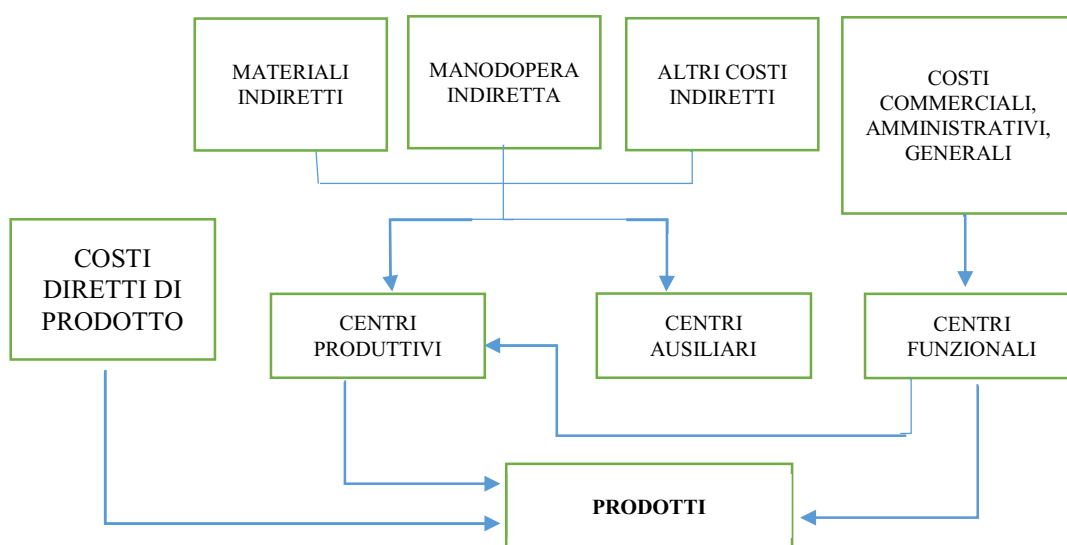 MATERIALI
INDIRETTI
MANODOPERA
INDIRETTA
ALTRI COSTI
INDIRETTI
COSTI
COMMERCIALI,
AMMINISTRATIVI,
GENERALI
COSTI
DIRETTI DI
PRODOTTO
CENTRI
PRODUTTIVI
CENTRI
AUSILIARI
CENTRI
FUNZIONALI
PRODOTTI